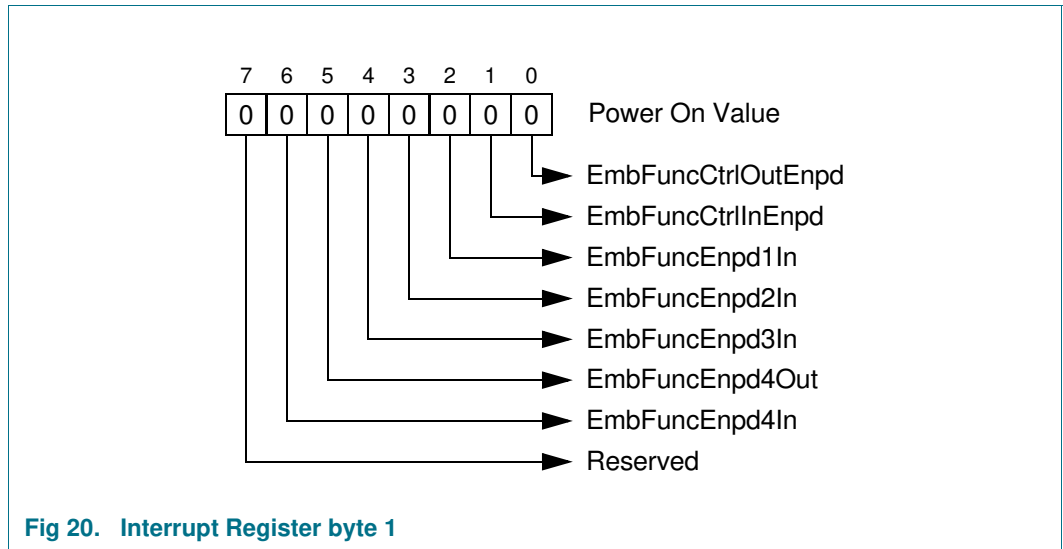 7 6 5 4 3 2 1 0
0 0 0 0 0 0 0 0 Power On Value
EmbFuncCtrlOutEnpd
EmbFuncCtrlInEnpd
EmbFuncEnpd1In
EmbFuncEnpd2In
EmbFuncEnpd3In
EmbFuncEnpd4Out
EmbFuncEnpd4In
Reserved
Fig 20. Interrupt Register byte 1